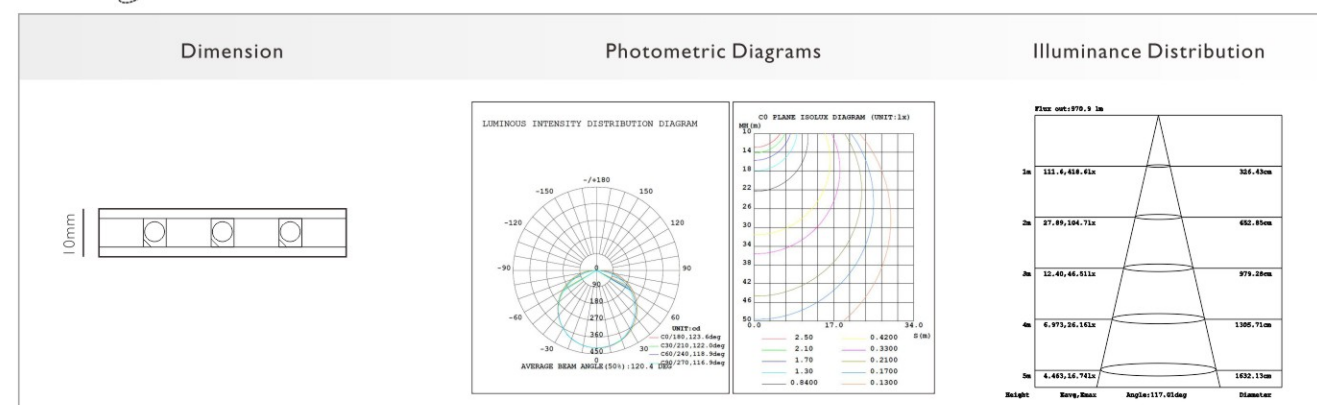 Dimension
Photometric Diagrams
Illuminance Distribution
10mm
LUMINOUS INTENSITY DISTRIBUTION DIAGRAM
-/+180
-150 150
-120 120
-90 0 90
90
180
-60 270 60
360
-30 450 30
0
UNIT:cd
C0/180,123.6deg
C30/210,122.0deg
C60/240,118.9deg
C90/270,116.9deg
AVERAGE BEAM ANGLE(50%):120.4 DEG
C0 PLANE ISOLUX DIAGRAM (UNIT:lx)
MH(m)
10
14
18
22
26
30
34
38
42
46
50
0.0 17.0 34.0
S(m)
2.50 0.4200
2.10 0.3300
1.70 0.2100
1.30 0.1700
0.8400 0.1300
Flux out:970.9 lm
1m 111.6,418.6lx 326.43cm
2m 27.89,104.7lx 652.85cm
3m 12.40,46.51lx 979.28cm
4m 6.973,26.16lx 1305.71cm
5m 4.463,16.74lx 1632.13cm
Height Eavg,Emax Angle:117.01deg Diameter